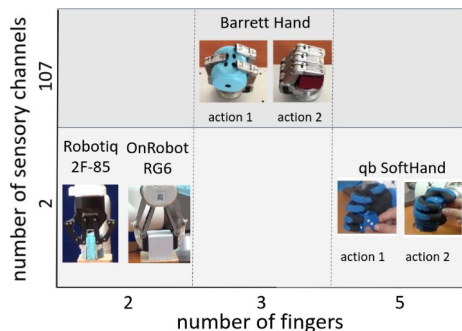 Barrett Hand
action 1
action 2
107
number of sensory channels
Robotiq
2F-85
OnRobot
RG6
qb SoftHand
action 1
action 2
2
2
3
5
number of fingers